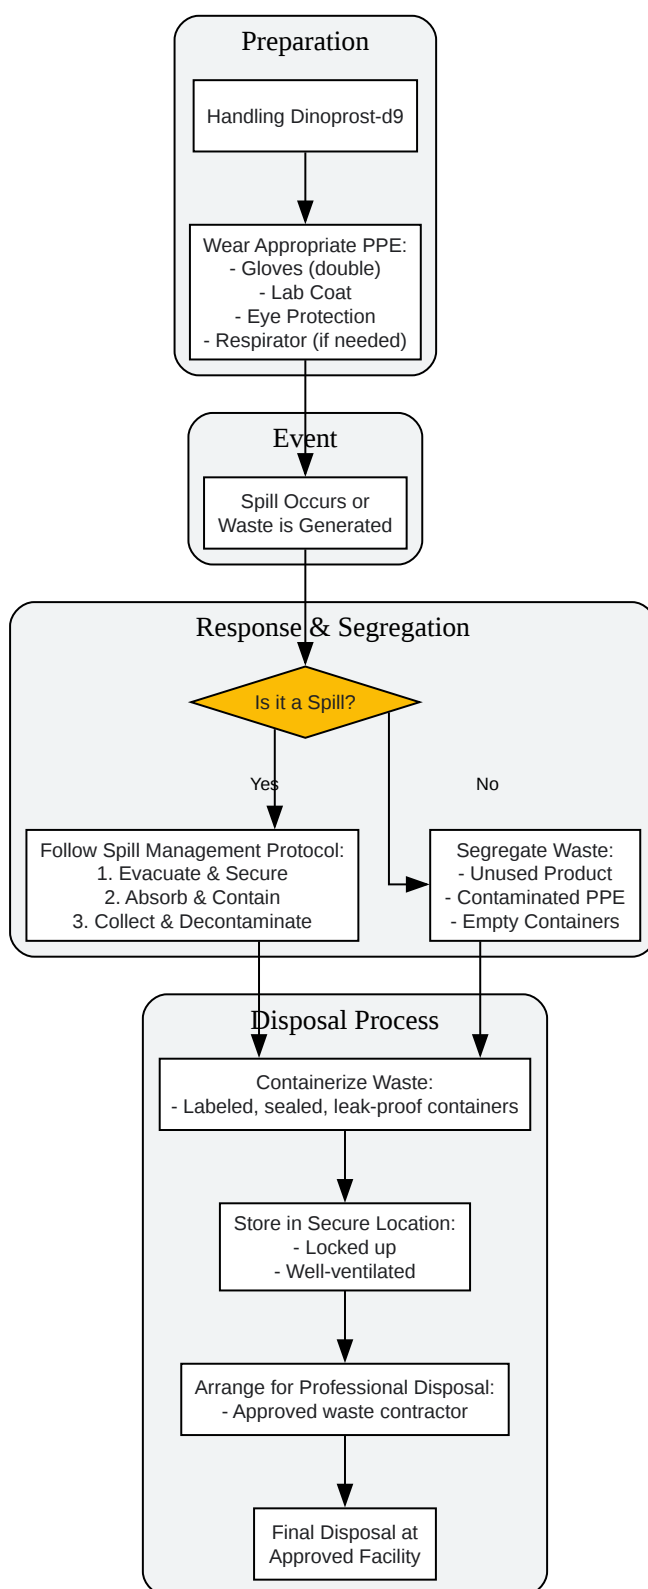 Preparation
Handling Dinoprost-d9
Wear Appropriate PPE:
- Gloves (double)
- Lab Coat
- Eye Protection
- Respirator (if needed)
Event
Spill Occurs or
Waste is Generated
Response & Segregation
Is it a Spill?
Yes
No
Follow Spill Management Protocol:
1. Evacuate & Secure
2. Absorb & Contain
3. Collect & Decontaminate
Segregate Waste:
- Unused Product
- Contaminated PPE
- Empty Containers
Disposal Process
Containerize Waste:
- Labeled, sealed, leak-proof containers
Store in Secure Location:
- Locked up
- Well-ventilated
Arrange for Professional Disposal:
- Approved waste contractor
Final Disposal at
Approved Facility